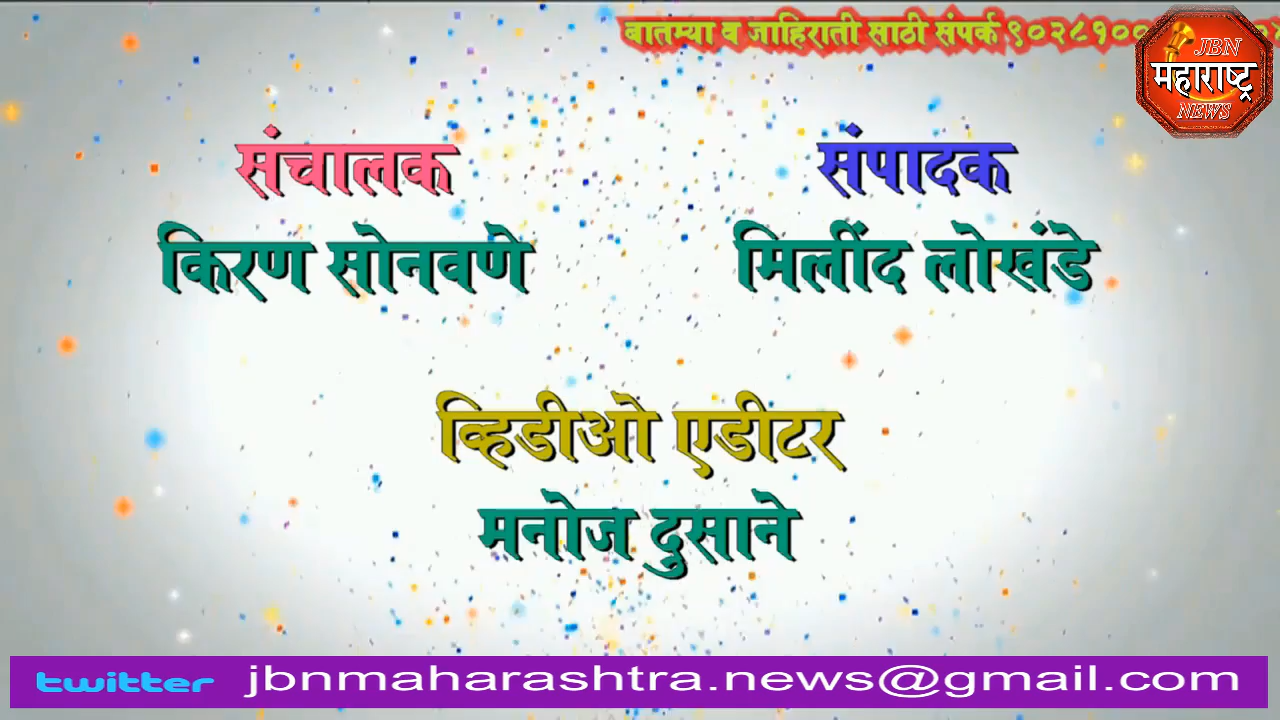 बातम्या व जाहिराती साठी संपर्क
JBN
महाराष्ट्र
NEWS
संचालक
किरण सोनवणे
संपादक
मिलींद लोखंडे
व्हिडीओ एडीटर
मनोज दुसाने
twitter jbnmaharashtra.news@gmail.com